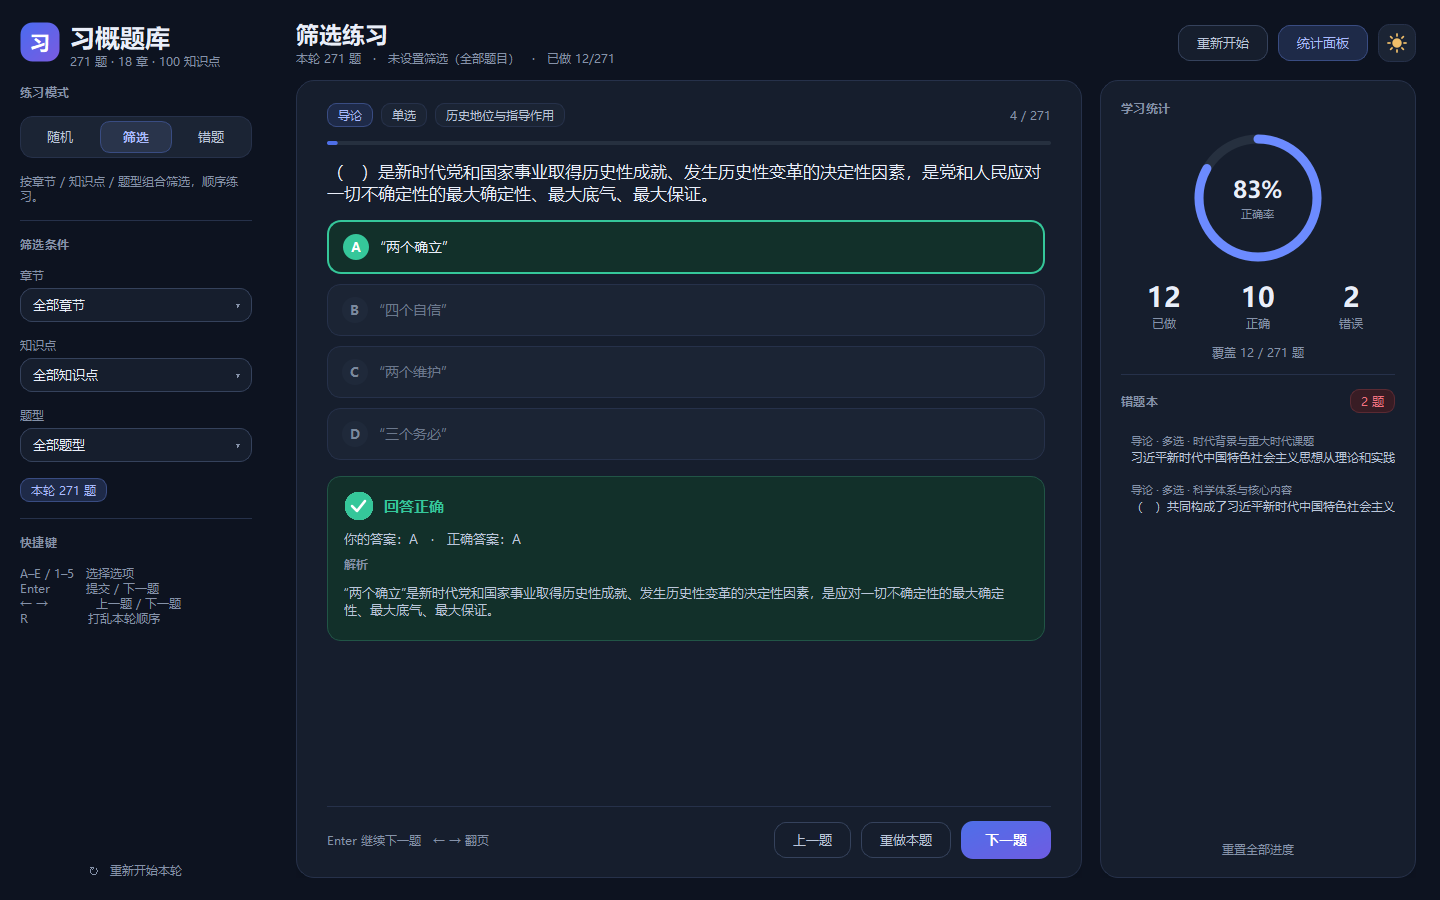 习
习概题库
271 题 · 18 章 · 100 知识点
练习模式
随机
筛选
错题
按章节 / 知识点 / 题型组合筛选，顺序练
习。
筛选条件
章节
全部章节
知识点
全部知识点
题型
全部题型
本轮 271 题
快捷键
A–E / 1–5 选择选项
Enter 提交 / 下一题
← → 上一题 / 下一题
R 打乱本轮顺序
↻ 重新开始本轮
筛选练习
本轮 271 题 · 未设置筛选（全部题目） · 已做 12/271
重新开始
统计面板
导论
单选
历史地位与指导作用
4 / 271
（　）是新时代党和国家事业取得历史性成就、发生历史性变革的决定性因素，是党和人民应对
一切不确定性的最大确定性、最大底气、最大保证。
A “两个确立”
B “四个自信”
C “两个维护”
D “三个务必”
回答正确
你的答案：A · 正确答案：A
解析
“两个确立”是新时代党和国家事业取得历史性成就、发生历史性变革的决定性因素，是应对一切不确定性的最大确定
性、最大底气、最大保证。
Enter 继续下一题 ← → 翻页
上一题
重做本题
下一题
学习统计
83%
正确率
12
已做
10
正确
2
错误
覆盖 12 / 271 题
错题本
2 题
导论 · 多选 · 时代背景与重大时代课题
习近平新时代中国特色社会主义思想从理论和实践
导论 · 多选 · 科学体系与核心内容
（　）共同构成了习近平新时代中国特色社会主义
重置全部进度